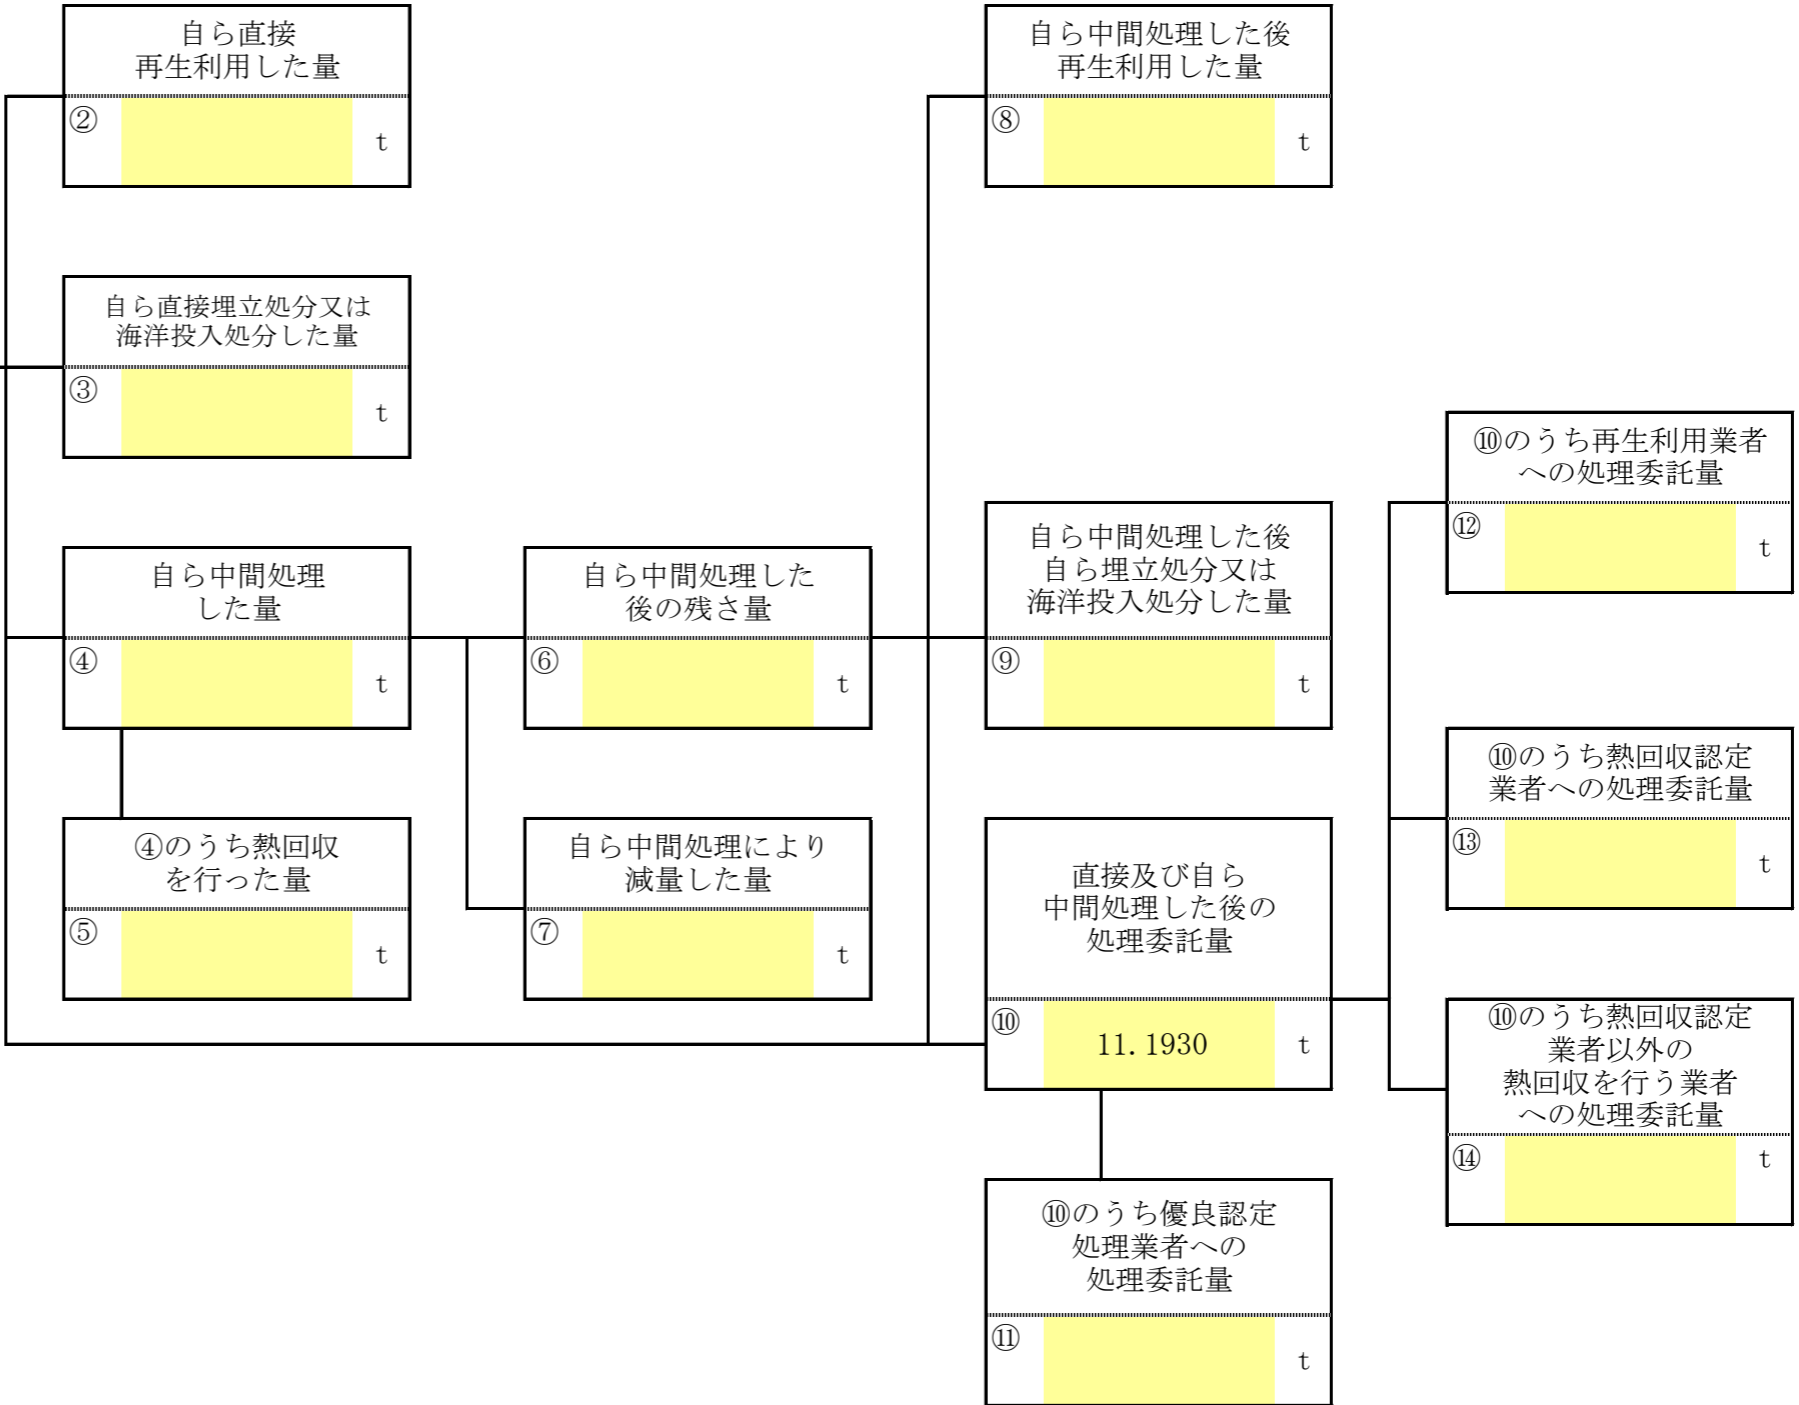 自ら直接
再生利用した量
②
t
自ら中間処理した後
再生利用した量
⑧
t
自ら直接埋立処分又は
海洋投入処分した量
③
t
⑩のうち再生利用業者
への処理委託量
⑫
t
自ら中間処理
した量
④
t
自ら中間処理した
後の残さ量
⑥
t
自ら中間処理した後
自ら埋立処分又は
海洋投入処分した量
⑨
t
⑩のうち熱回収認定
業者への処理委託量
⑬
t
④のうち熱回収
を行った量
⑤
t
自ら中間処理により
減量した量
⑦
t
直接及び自ら
中間処理した後の
処理委託量
⑩
11.1930 t
⑩のうち熱回収認定
業者以外の
熱回収を行う業者
への処理委託量
⑭
t
⑩のうち優良認定
処理業者への
処理委託量
⑪
t